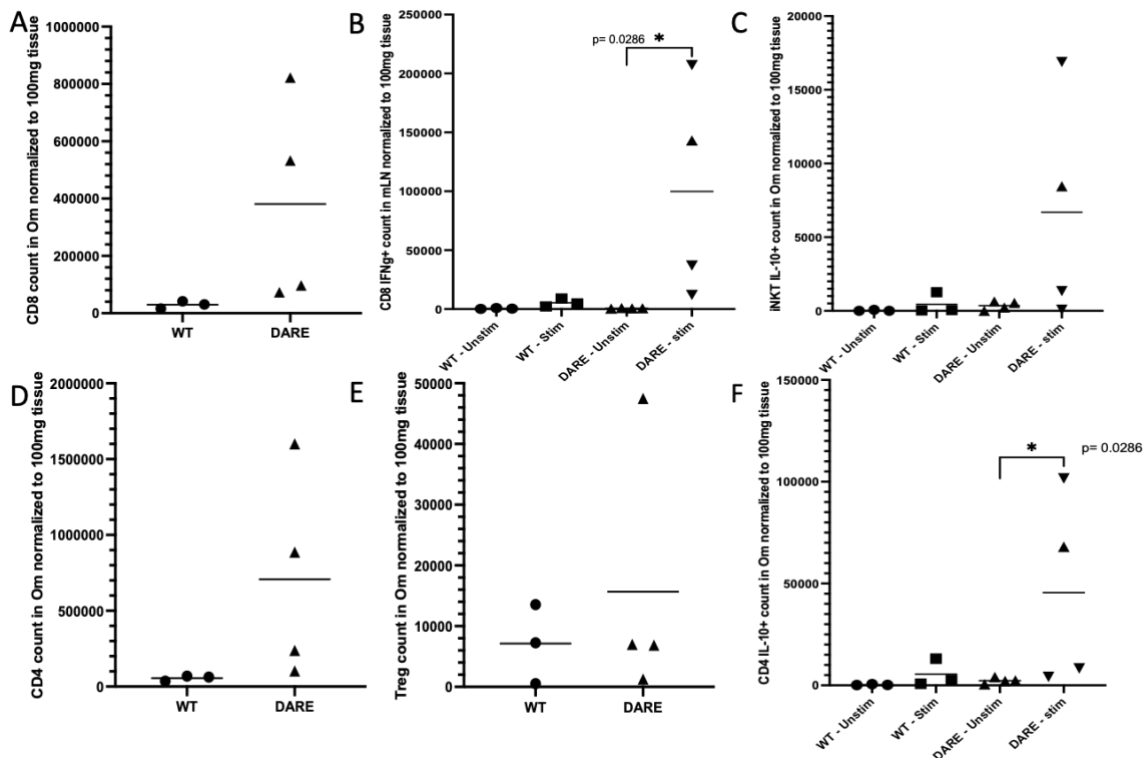 A
CD8 count in Om normalized to 100mg tissue
1000000
800000
600000
400000
200000
0
WT
DARE
B
CD8 IFNg+ count in mLN normalized to 100mg tissue
p= 0.0286
*
250000
200000
150000
100000
50000
0
WT - Unstim
WT - Stim
DARE - Unstim
DARE - stim
C
iNKT IL-10+ count in Om normalized to 100mg tissue
20000
15000
10000
5000
0
WT - Unstim
WT - Stim
DARE - Unstim
DARE - stim
D
CD4 count in Om normalized to 100mg tissue
2000000
1500000
1000000
500000
0
WT
DARE
E
Treg count in Om normalized to 100mg tissue
50000
40000
30000
20000
10000
0
WT
DARE
F
CD4 IL-10+ count in Om normalized to 100mg tissue
*
p= 0.0286
150000
100000
50000
0
WT - Unstim
WT - Stim
DARE - Unstim
DARE - stim